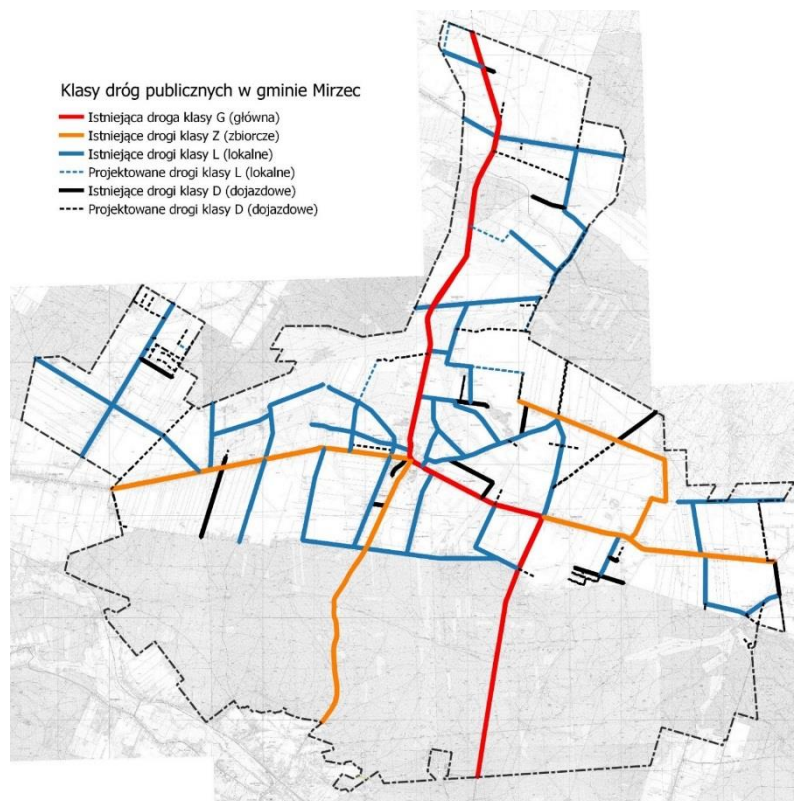 Klasy dróg publicznych w gminie Mirzec
Istniejąca droga klasy G (główna)
Istniejące drogi klasy Z (zbiorcze)
Istniejące drogi klasy L (lokalne)
Projektowane drogi klasy L (lokalne)
Istniejące drogi klasy D (dojazdowe)
Projektowane drogi klasy D (dojazdowe)